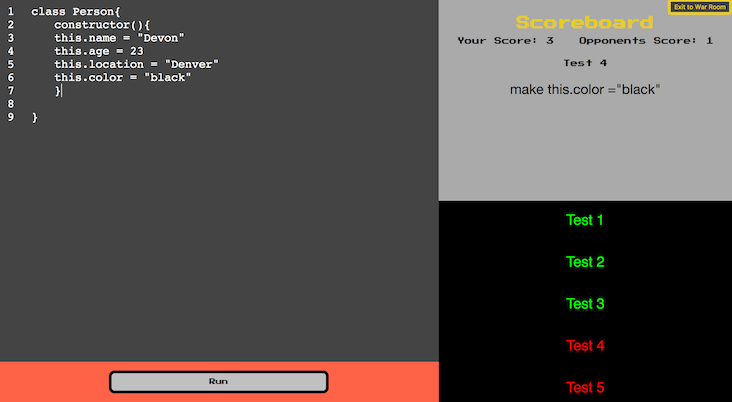 1 class Person{
2 constructor(){
3 this.name = "Devon"
4 this.age = 23
5 this.location = "Denver"
6 this.color = "black"
7 }
8
9 }
Run
Exit to War Room
Scoreboard
Your Score: 3 Opponents Score: 1
Test 4
make this.color ="black"
Test 1
Test 2
Test 3
Test 4
Test 5